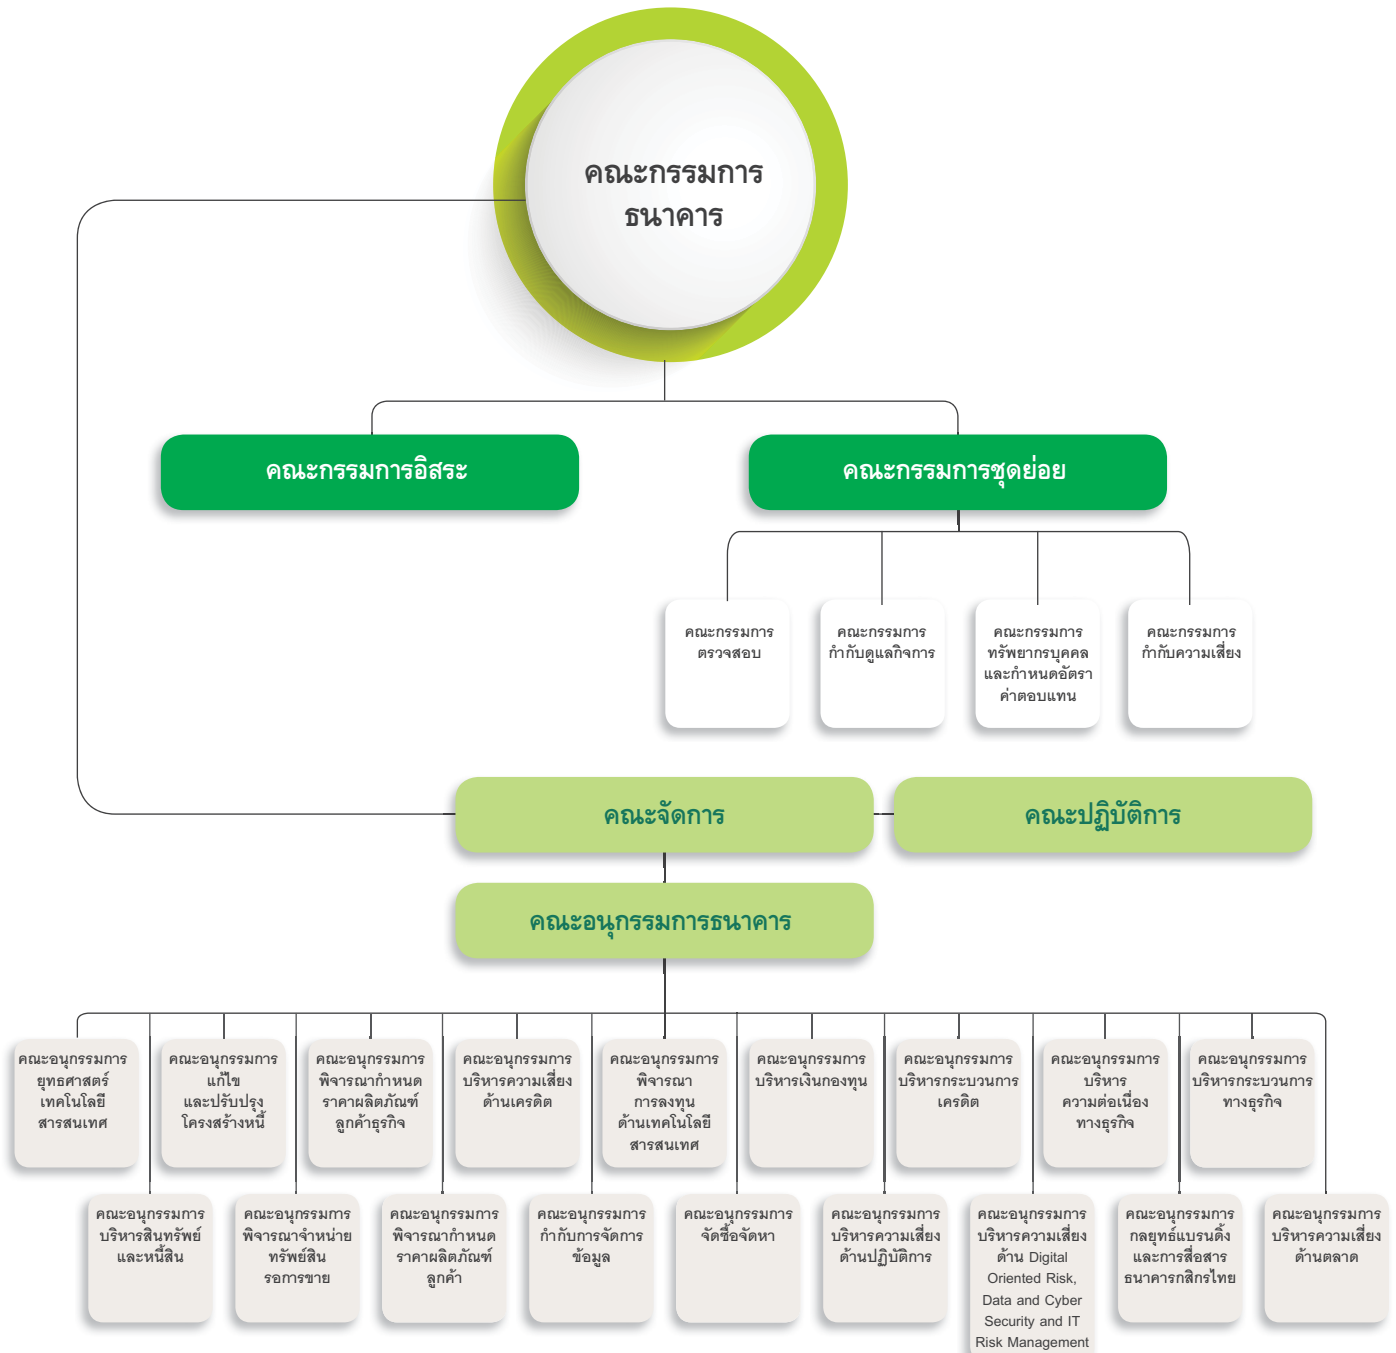 คณะกรรมการ
ธนาคาร
คณะกรรมการอิสระ
คณะกรรมการชุดย่อย
คณะกรรมการ
ตรวจสอบ
คณะกรรมการ
กำกับดูแลกิจการ
คณะกรรมการ
ทรัพยากรบุคคล
และกำหนดอัตรา
ค่าตอบแทน
คณะกรรมการ
กำกับความเสี่ยง
คณะจัดการ
คณะปฏิบัติการ
คณะอนุกรรมการธนาคาร
คณะอนุกรรมการ
ยุทธศาสตร์
เทคโนโลยี
สารสนเทศ
คณะอนุกรรมการ
แก้ไข
และปรับปรุง
โครงสร้างหนี้
คณะอนุกรรมการ
พิจารณากำหนด
ราคาผลิตภัณฑ์
ลูกค้าธุรกิจ
คณะอนุกรรมการ
บริหารความเสี่ยง
ด้านเครดิต
คณะอนุกรรมการ
พิจารณา
การลงทุน
ด้านเทคโนโลยี
สารสนเทศ
คณะอนุกรรมการ
บริหารเงินกองทุน
คณะอนุกรรมการ
บริหารกระบวนการ
เครดิต
คณะอนุกรรมการ
บริหาร
ความต่อเนื่อง
ทางธุรกิจ
คณะอนุกรรมการ
บริหารกระบวนการ
ทางธุรกิจ
คณะอนุกรรมการ
บริหารสินทรัพย์
และหนี้สิน
คณะอนุกรรมการ
พิจารณาจำหน่าย
ทรัพย์สิน
รอการขาย
คณะอนุกรรมการ
พิจารณากำหนด
ราคาผลิตภัณฑ์
ลูกค้า
คณะอนุกรรมการ
กำกับการจัดการ
ข้อมูล
คณะอนุกรรมการ
จัดซื้อจัดหา
คณะอนุกรรมการ
บริหารความเสี่ยง
ด้านปฏิบัติการ
คณะอนุกรรมการ
บริหารความเสี่ยง
ด้าน Digital
Oriented Risk,
Data and Cyber
Security and IT
Risk Management
คณะอนุกรรมการ
กลยุทธ์แบรนดิ้ง
และการสื่อสาร
ธนาคารกสิกรไทย
คณะอนุกรรมการ
บริหารความเสี่ยง
ด้านตลาด